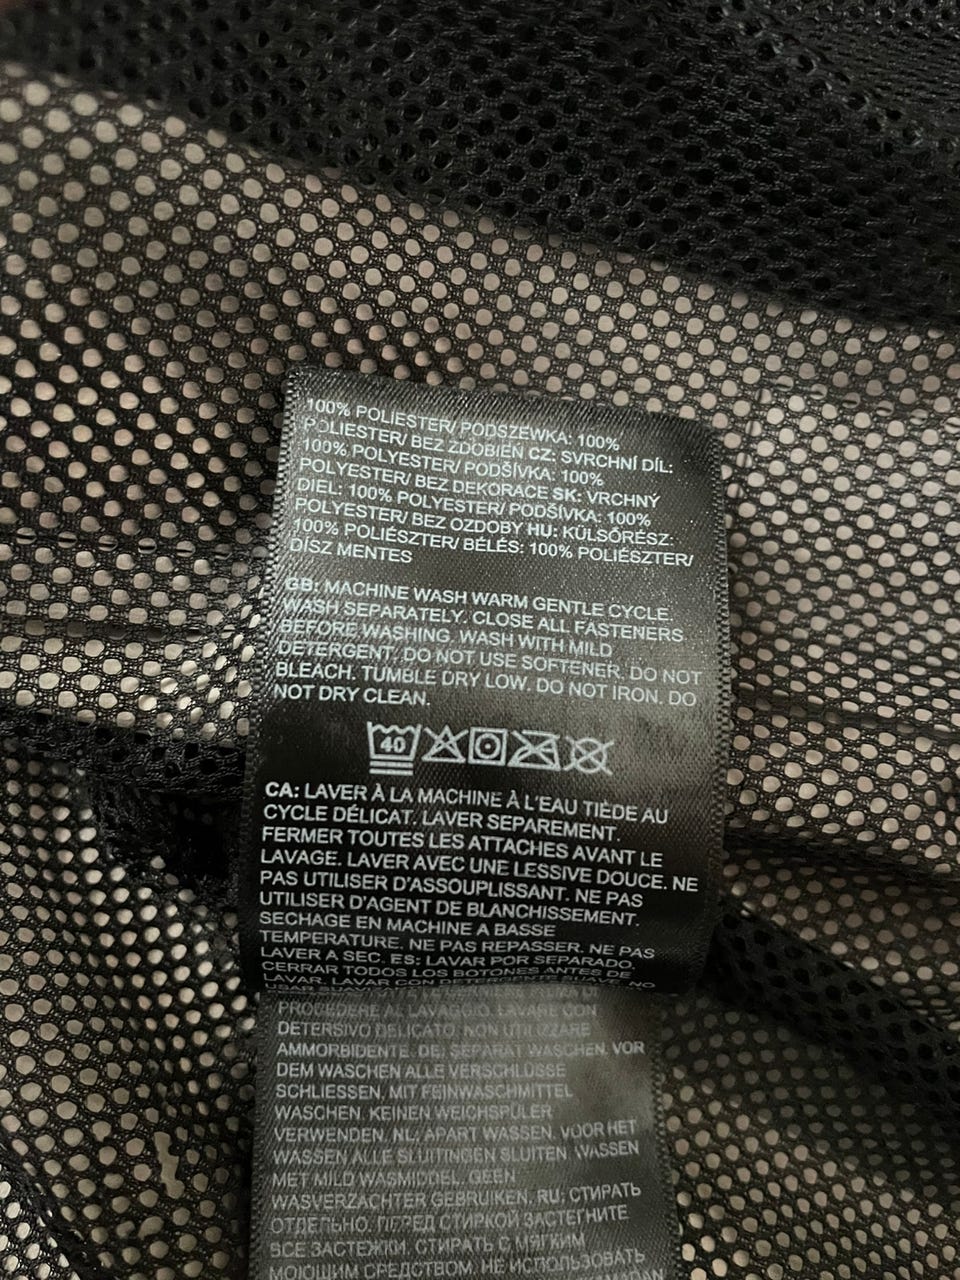 100% POLIESTER/ PODSZEWKA: 100%
POLIESTER/ BEZ ZDOBIEŃ CZ: SVRCHNÍ DÍL:
100% POLYESTER/ PODŠÍVKA: 100%
POLYESTER/ BEZ DEKORACE SK: VRCHNÝ
DIEL: 100% POLYESTER/ PODŠÍVKA: 100%
POLYESTER/ BEZ OZDOBY HU: KÜLSŐRÉSZ:
100% POLIÉSZTER/ BÉLÉS: 100% POLIÉSZTER/
DÍSZ MENTES
GB: MACHINE WASH WARM GENTLE CYCLE.
WASH SEPARATELY. CLOSE ALL FASTENERS
BEFORE WASHING. WASH WITH MILD
DETERGENT. DO NOT USE SOFTENER. DO NOT
BLEACH. TUMBLE DRY LOW. DO NOT IRON. DO
NOT DRY CLEAN.
40
CA: LAVER À LA MACHINE À L'EAU TIÈDE AU
CYCLE DÉLICAT. LAVER SEPAREMENT.
FERMER TOUTES LES ATTACHES AVANT LE
LAVAGE. LAVER AVEC UNE LESSIVE DOUCE. NE
PAS UTILISER D'ASSOUPLISSANT. NE PAS
UTILISER D'AGENT DE BLANCHISSEMENT.
SECHAGE EN MACHINE A BASSE
TEMPERATURE. NE PAS REPASSER. NE PAS
LAVER A SEC. ES: LAVAR POR SEPARADO.
CERRAR TODOS LOS BOTONES ANTES DE
LAVAR. LAVAR CON DETERGENTE SUAVE. NO
PROCEDERE AL LAVAGGIO. LAVARE CON
DETERSIVO DELICATO. NON UTILIZZARE
AMMORBIDENTE. DE: SEPARAT WASCHEN. VOR
DEM WASCHEN ALLE VERSCHLÜSSE
SCHLIESSEN. MIT FEINWASCHMITTEL
WASCHEN. KEINEN WEICHSPÜLER
VERWENDEN. NL: APART WASSEN. VOOR HET
WASSEN ALLE SLUITINGEN SLUITEN. WASSEN
MET MILD WASMIDDEL. GEEN
WASVERZACHTER GEBRUIKEN. RU: СТИРАТЬ
ОТДЕЛЬНО. ПЕРЕД СТИРКОЙ ЗАСТЕГНИТЕ
ВСЕ ЗАСТЕЖКИ. СТИРАТЬ С МЯГКИМ
МОЮЩИМ СРЕДСТВОМ. НЕ ИСПОЛЬЗОВАТЬ